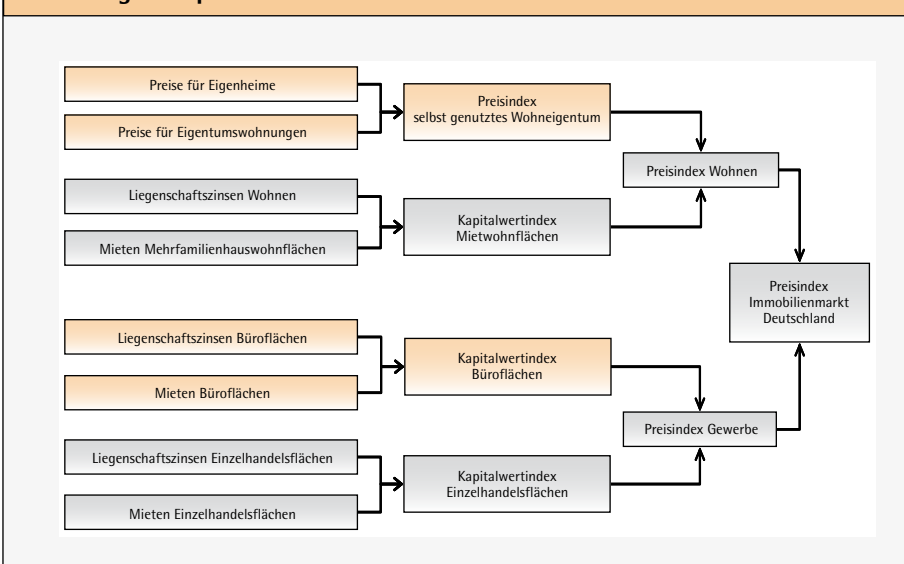 Preise für Eigenheime
Preise für Eigentumswohnungen
Preisindex
selbst genutztes Wohneigentum
Liegenschaftszinsen Wohnen
Mieten Mehrfamilienhauswohnflächen
Kapitalwertindex
Mietwohnflächen
Preisindex Wohnen
Liegenschaftszinsen Büroflächen
Mieten Büroflächen
Kapitalwertindex
Büroflächen
Liegenschaftszinsen Einzelhandelsflächen
Mieten Einzelhandelsflächen
Kapitalwertindex
Einzelhandelsflächen
Preisindex Gewerbe
Preisindex
Immobilienmarkt
Deutschland